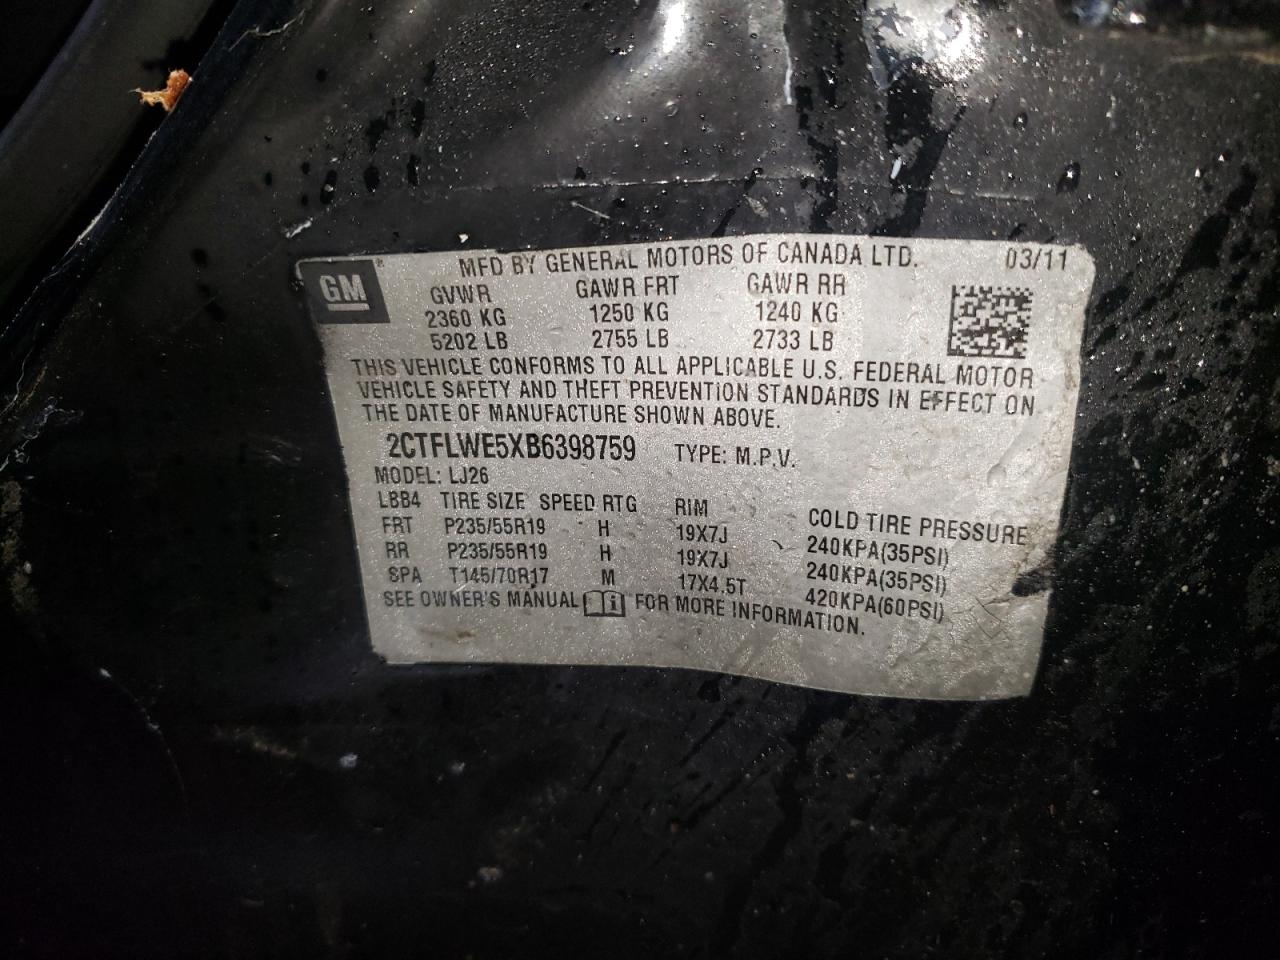 GM
MFD BY GENERAL MOTORS OF CANADA LTD. 03/11
GVWR GAWR FRT GAWR RR
2360 KG 1250 KG 1240 KG
5202 LB 2755 LB 2733 LB
THIS VEHICLE CONFORMS TO ALL APPLICABLE U.S. FEDERAL MOTOR
VEHICLE SAFETY AND THEFT PREVENTION STANDARDS IN EFFECT ON
THE DATE OF MANUFACTURE SHOWN ABOVE.
2CTFLWE5XB6398759 TYPE: M.P.V.
MODEL: LJ26
LBB4 TIRE SIZE SPEED RTG RIM COLD TIRE PRESSURE
FRT P235/55R19 H 19X7J 240KPA(35PSI)
RR P235/55R19 H 19X7J 240KPA(35PSI)
SPA T145/70R17 M 17X4.5T 420KPA(60PSI)
SEE OWNER'S MANUAL FOR MORE INFORMATION.